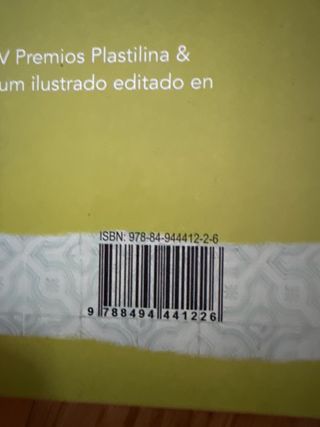 V Premios Plastilina &
um ilustrado editado en
ISBN: 978-84-944412-2-6
9 788494 441226